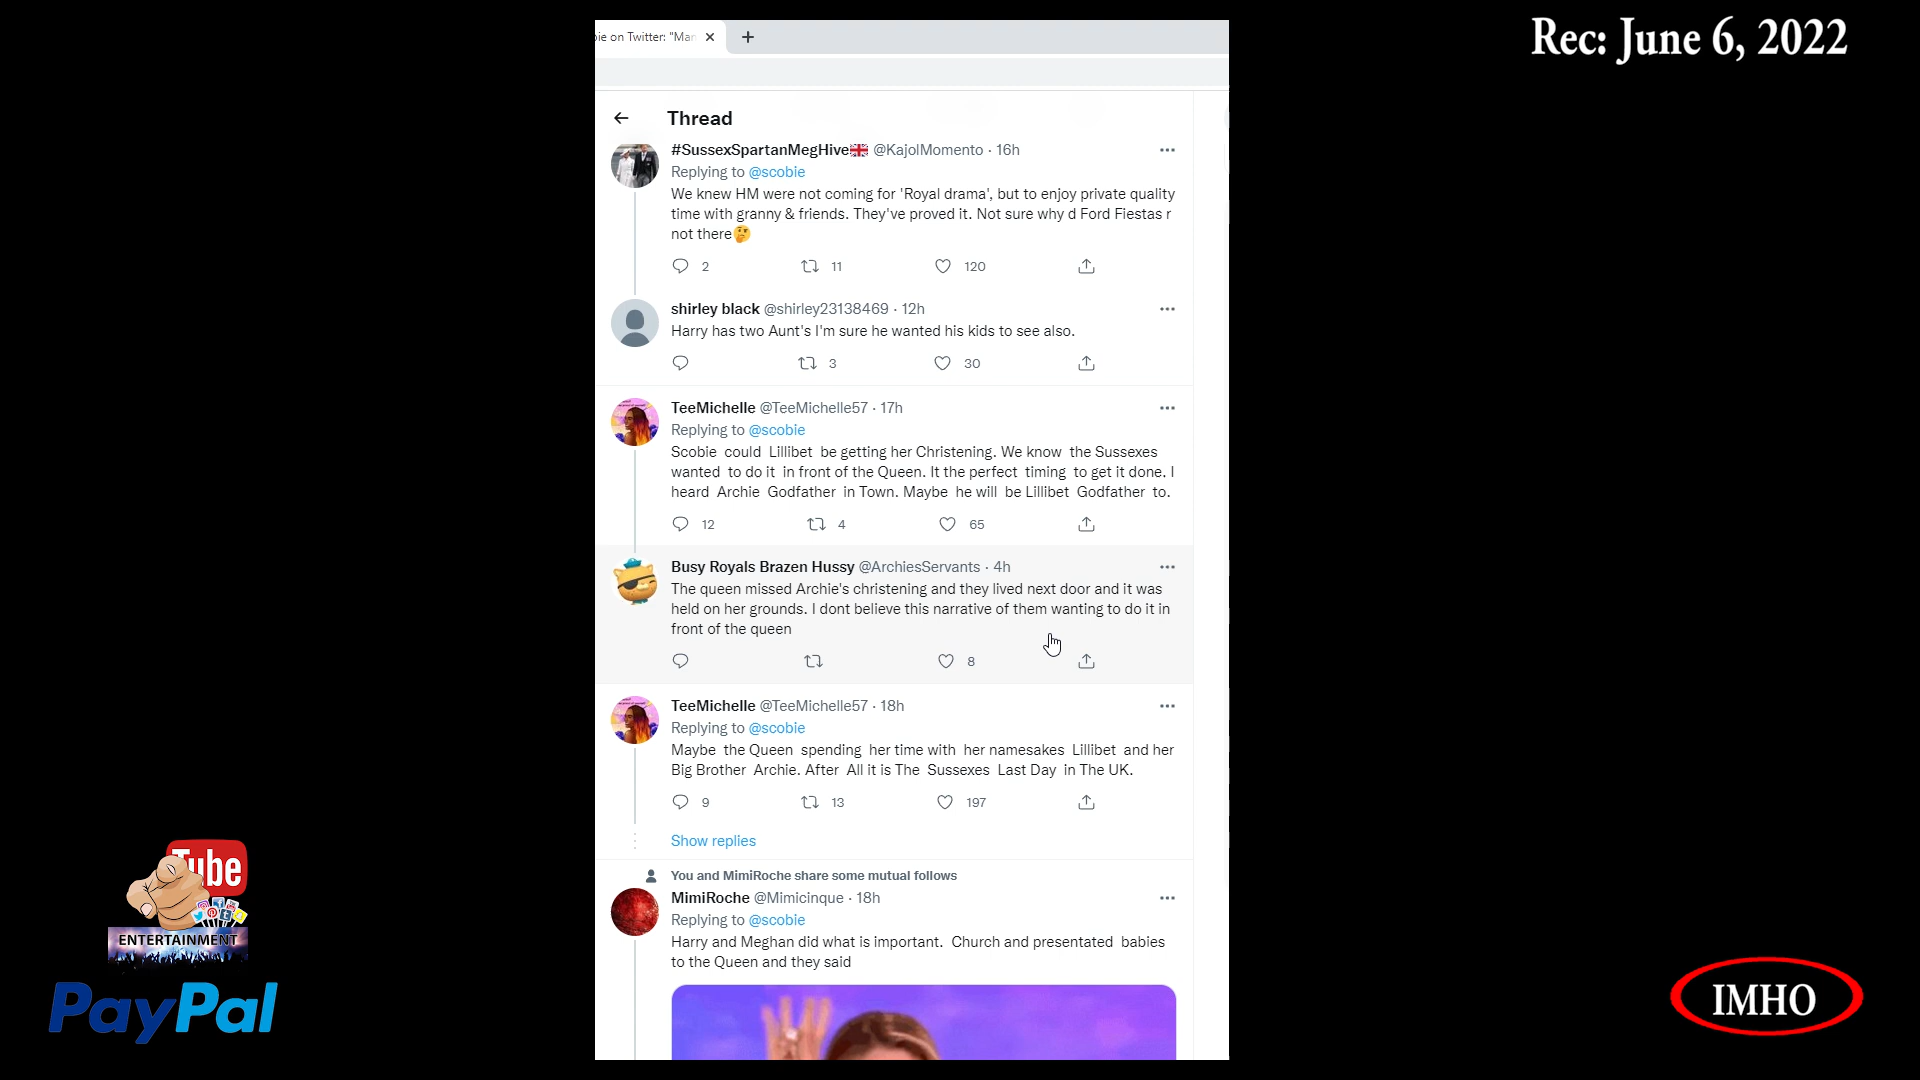 Rec: June 6, 2022
bie on Twitter: "Man
Thread
#SussexSpartanMegHive🇬🇧 @KajolMomento · 16h
Replying to @scobie
We knew HM were not coming for 'Royal drama', but to enjoy private quality
time with granny & friends. They've proved it. Not sure why d Ford Fiestas r
not there🤔
2 11 120
shirley black @shirley23138469 · 12h
Harry has two Aunt's I'm sure he wanted his kids to see also.
3 30
TeeMichelle @TeeMichelle57 · 17h
Replying to @scobie
Scobie could Lillibet be getting her Christening. We know the Sussexes
wanted to do it in front of the Queen. It the perfect timing to get it done. I
heard Archie Godfather in Town. Maybe he will be Lillibet Godfather to.
12 4 65
Busy Royals Brazen Hussy @ArchiesServants · 4h
The queen missed Archie's christening and they lived next door and it was
held on her grounds. I dont believe this narrative of them wanting to do it in
front of the queen
8
TeeMichelle @TeeMichelle57 · 18h
Replying to @scobie
Maybe the Queen spending her time with her namesakes Lillibet and her
Big Brother Archie. After All it is The Sussexes Last Day in The UK.
9 13 197
Show replies
You and MimiRoche share some mutual follows
MimiRoche @Mimicinque · 18h
Replying to @scobie
Harry and Meghan did what is important. Church and presentated babies
to the Queen and they said
Tube
ENTERTAINMENT
PayPal
IMHO